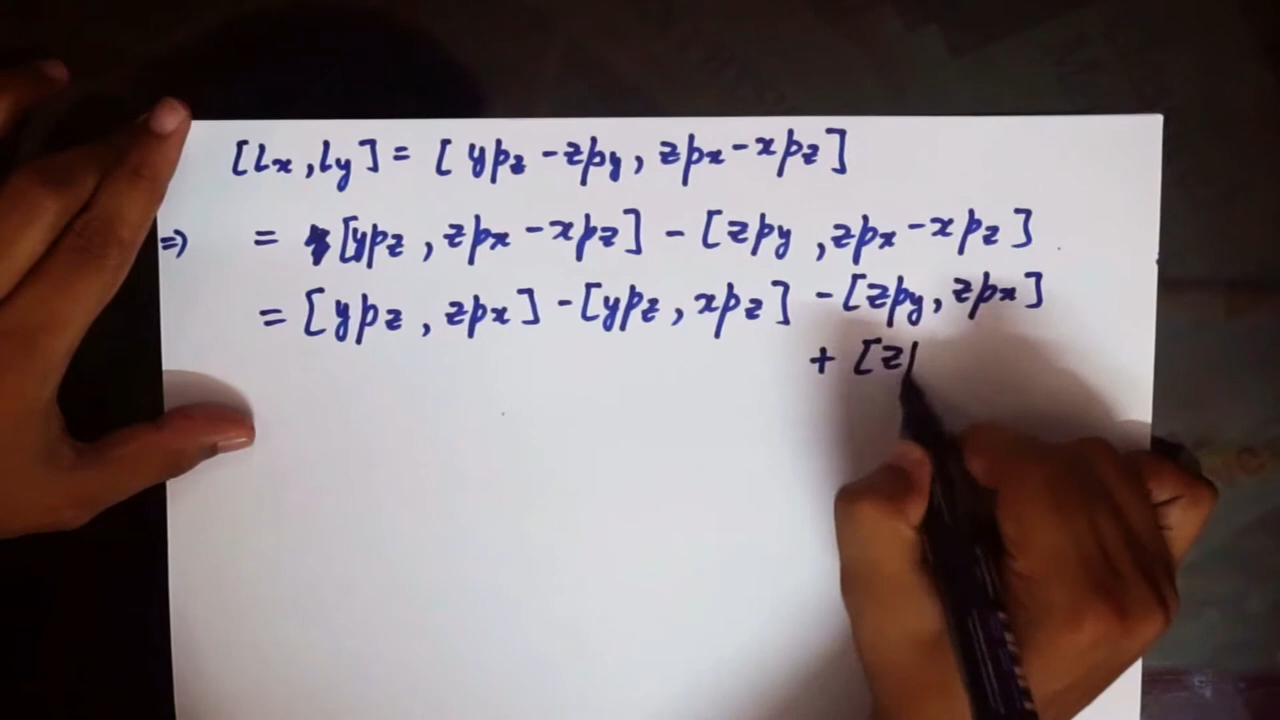 [Lx, Ly] = [ypz - zpy, zpx - xpz]
=> = [ypz, zpx - xpz] - [zpy, zpx - xpz]
= [ypz, zpx] - [ypz, xpz] - [zpy, zpx]
+ [z